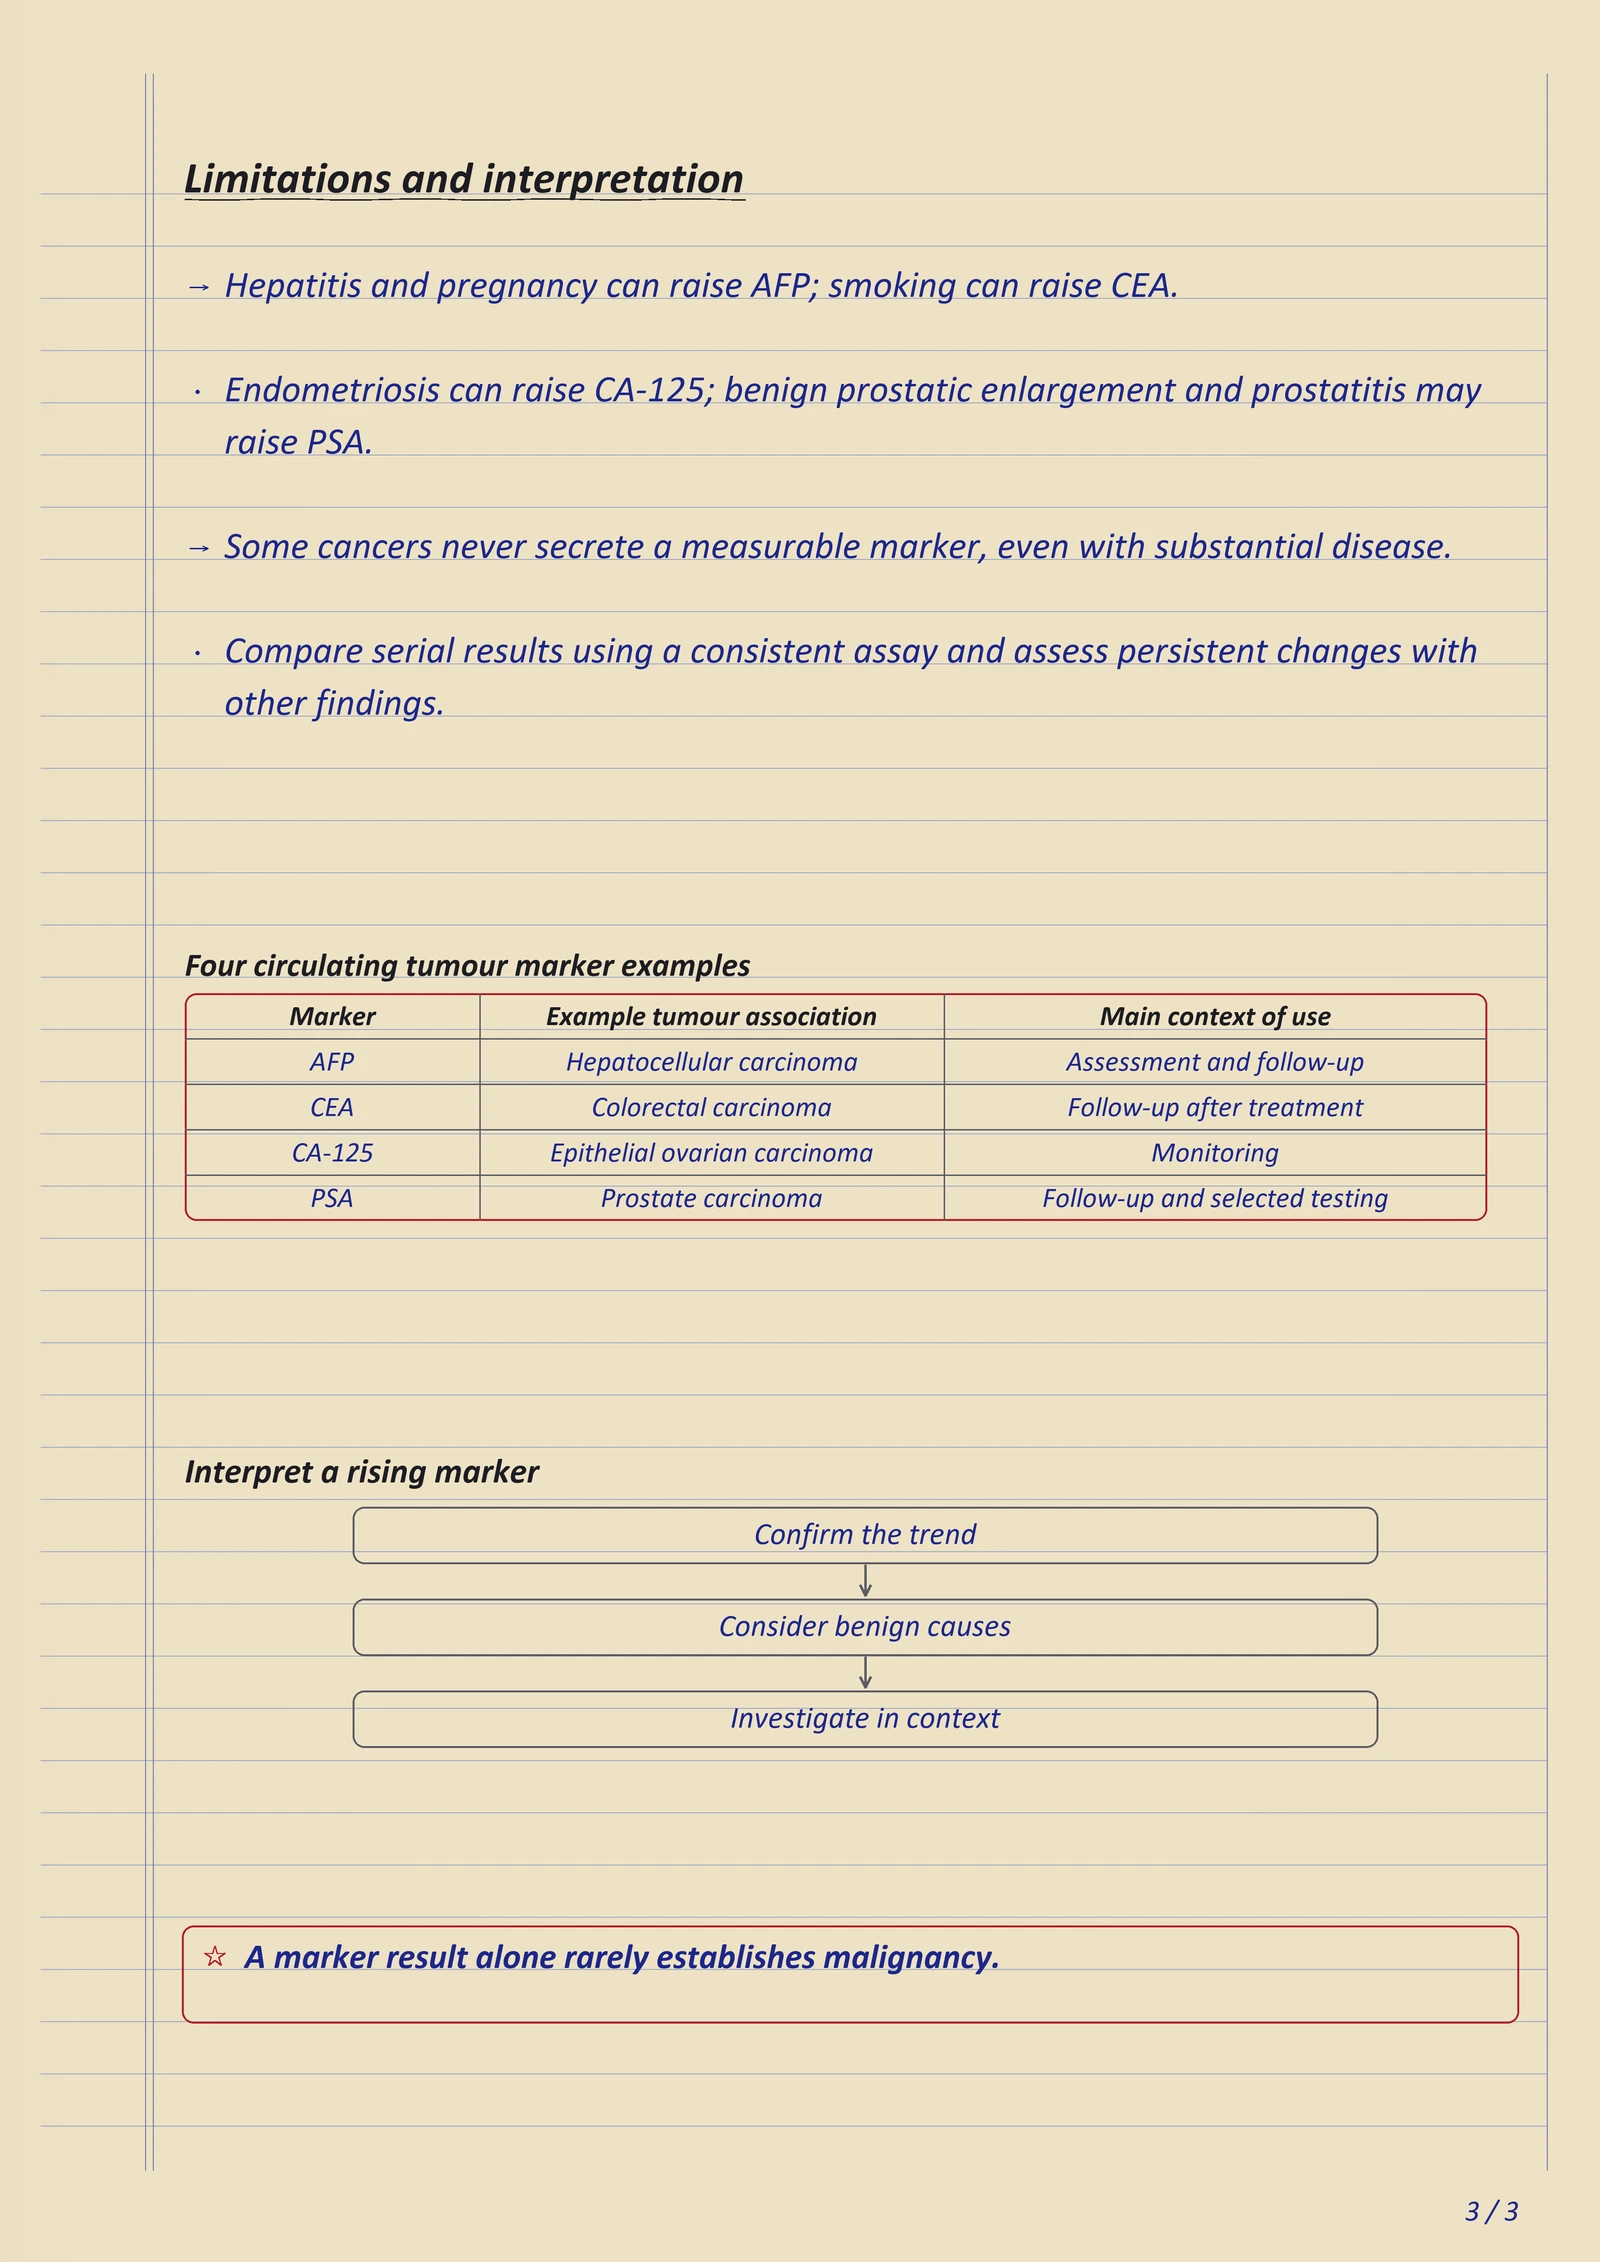 Limitations and interpretation
→ Hepatitis and pregnancy can raise AFP; smoking can raise CEA.
· Endometriosis can raise CA-125; benign prostatic enlargement and prostatitis may
raise PSA.
→ Some cancers never secrete a measurable marker, even with substantial disease.
· Compare serial results using a consistent assay and assess persistent changes with
other findings.
Four circulating tumour marker examples
Marker Example tumour association Main context of use
AFP Hepatocellular carcinoma Assessment and follow-up
CEA Colorectal carcinoma Follow-up after treatment
CA-125 Epithelial ovarian carcinoma Monitoring
PSA Prostate carcinoma Follow-up and selected testing
Interpret a rising marker
Confirm the trend
Consider benign causes
Investigate in context
☆ A marker result alone rarely establishes malignancy.
3 / 3